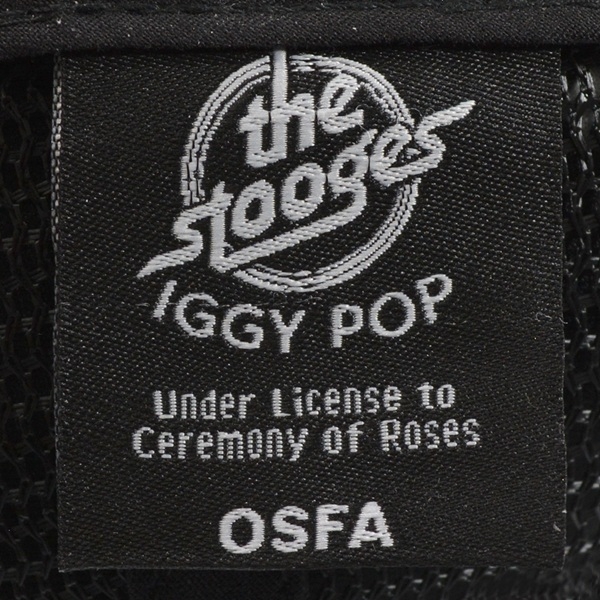 the
stooges
IGGY POP
Under License to
Ceremony of Roses
OSFA